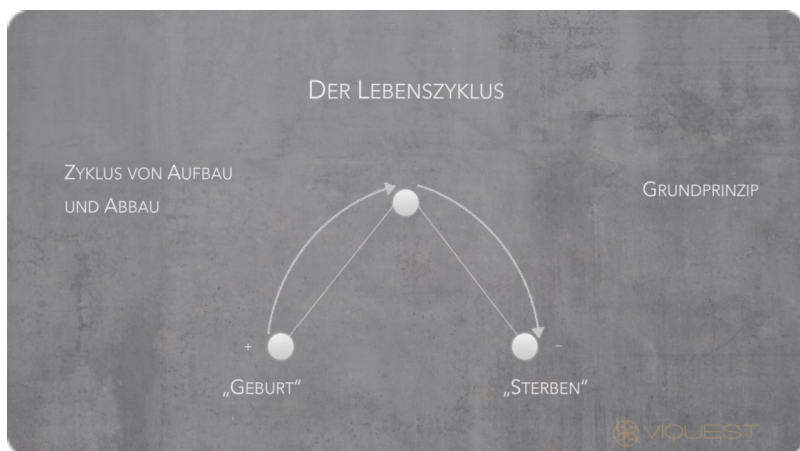 DER LEBENSZYKLUS
ZYKLUS VON AUFBAU
UND ABBAU
GRUNDPRINZIP
+
–
„GEBURT“
„STERBEN“
VIQUEST